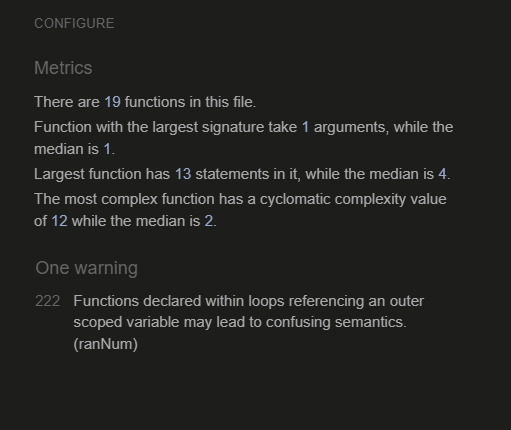 CONFIGURE
Metrics
There are 19 functions in this file.
Function with the largest signature take 1 arguments, while the
median is 1.
Largest function has 13 statements in it, while the median is 4.
The most complex function has a cyclomatic complexity value
of 12 while the median is 2.
One warning
222 Functions declared within loops referencing an outer
scoped variable may lead to confusing semantics.
(ranNum)